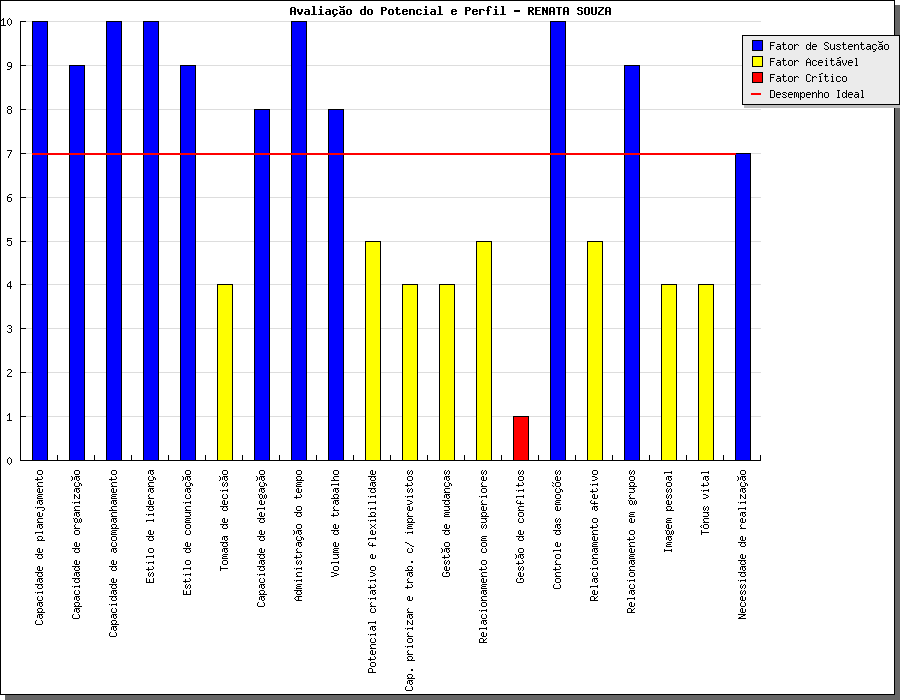 Avaliação do Potencial e Perfil - RENATA SOUZA
10
9
8
7
6
5
4
3
2
1
0
Fator de Sustentação
Fator Aceitável
Fator Crítico
Desempenho Ideal
Capacidade de planejamento
Capacidade de organização
Capacidade de acompanhamento
Estilo de liderança
Estilo de comunicação
Tomada de decisão
Capacidade de delegação
Administração do tempo
Volume de trabalho
Potencial criativo e flexibilidade
Cap. priorizar e trab. c/ imprevistos
Gestão de mudanças
Relacionamento com superiores
Gestão de conflitos
Controle das emoções
Relacionamento afetivo
Relacionamento em grupos
Imagem pessoal
Tônus vital
Necessidade de realização